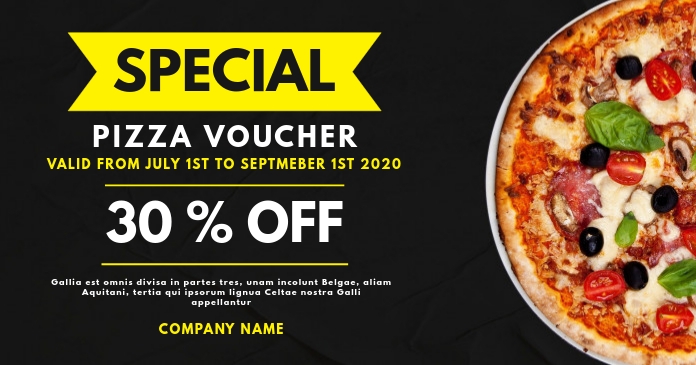 SPECIAL
PIZZA VOUCHER
VALID FROM JULY 1ST TO SEPTMEBER 1ST 2020
30 % OFF
Gallia est omnis divisa in partes tres, unam incolunt Belgae, aliam
Aquitani, tertia qui ipsorum lignua Celtae nostra Galli
appellantur
COMPANY NAME